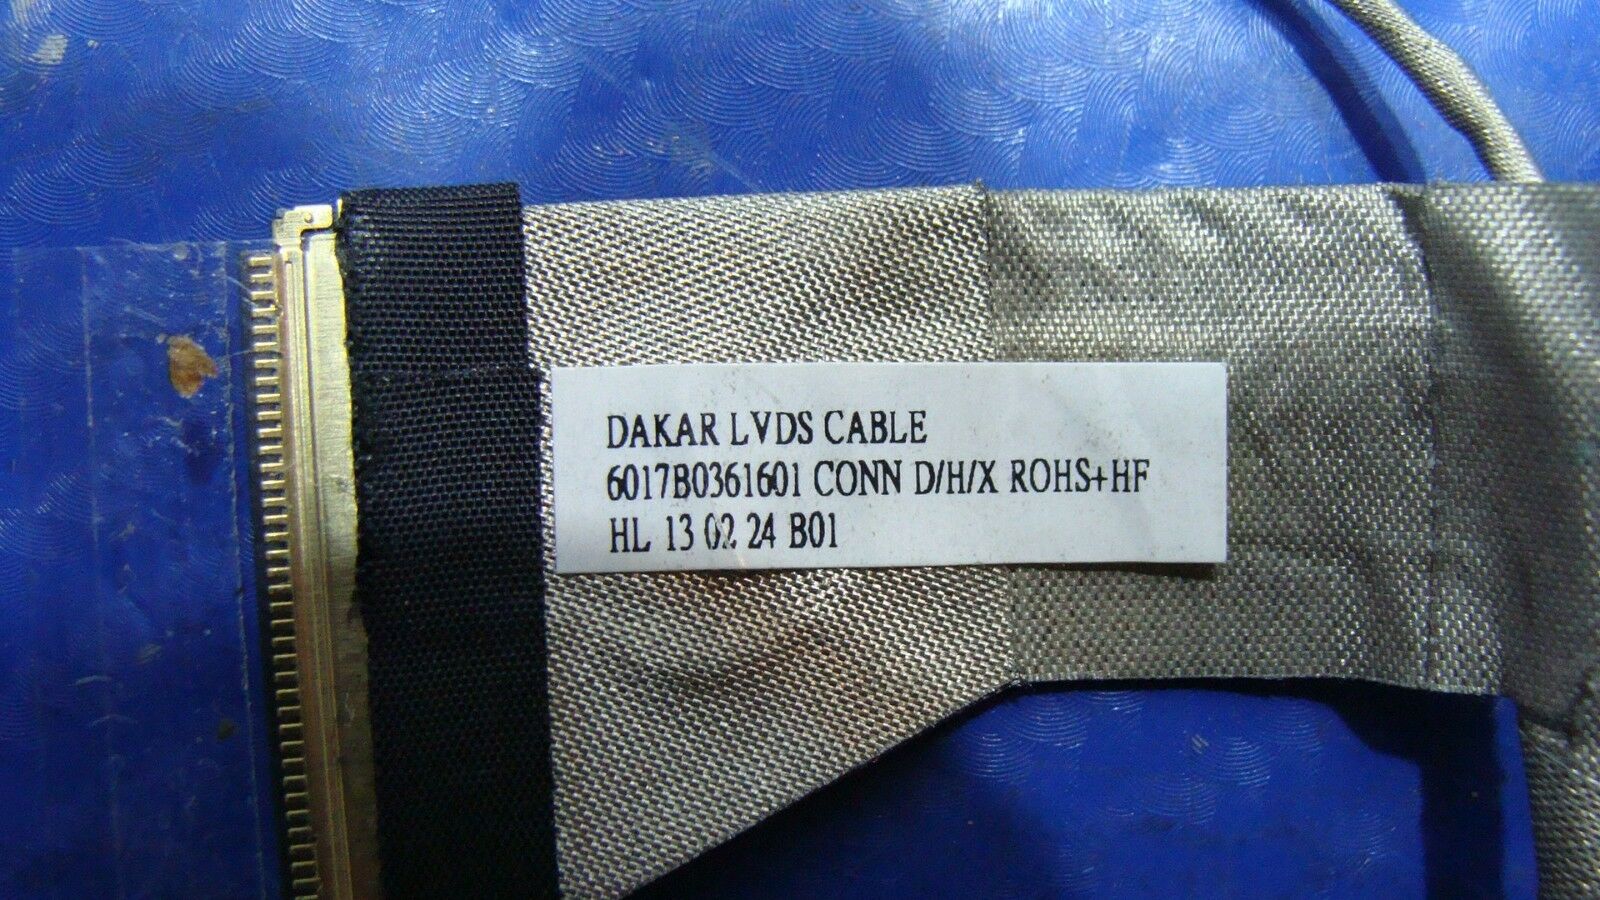 DAKAR LVDS CABLE
6017B0361601 CONN D/H/X ROHS+HF
HL 13 02 24 B01